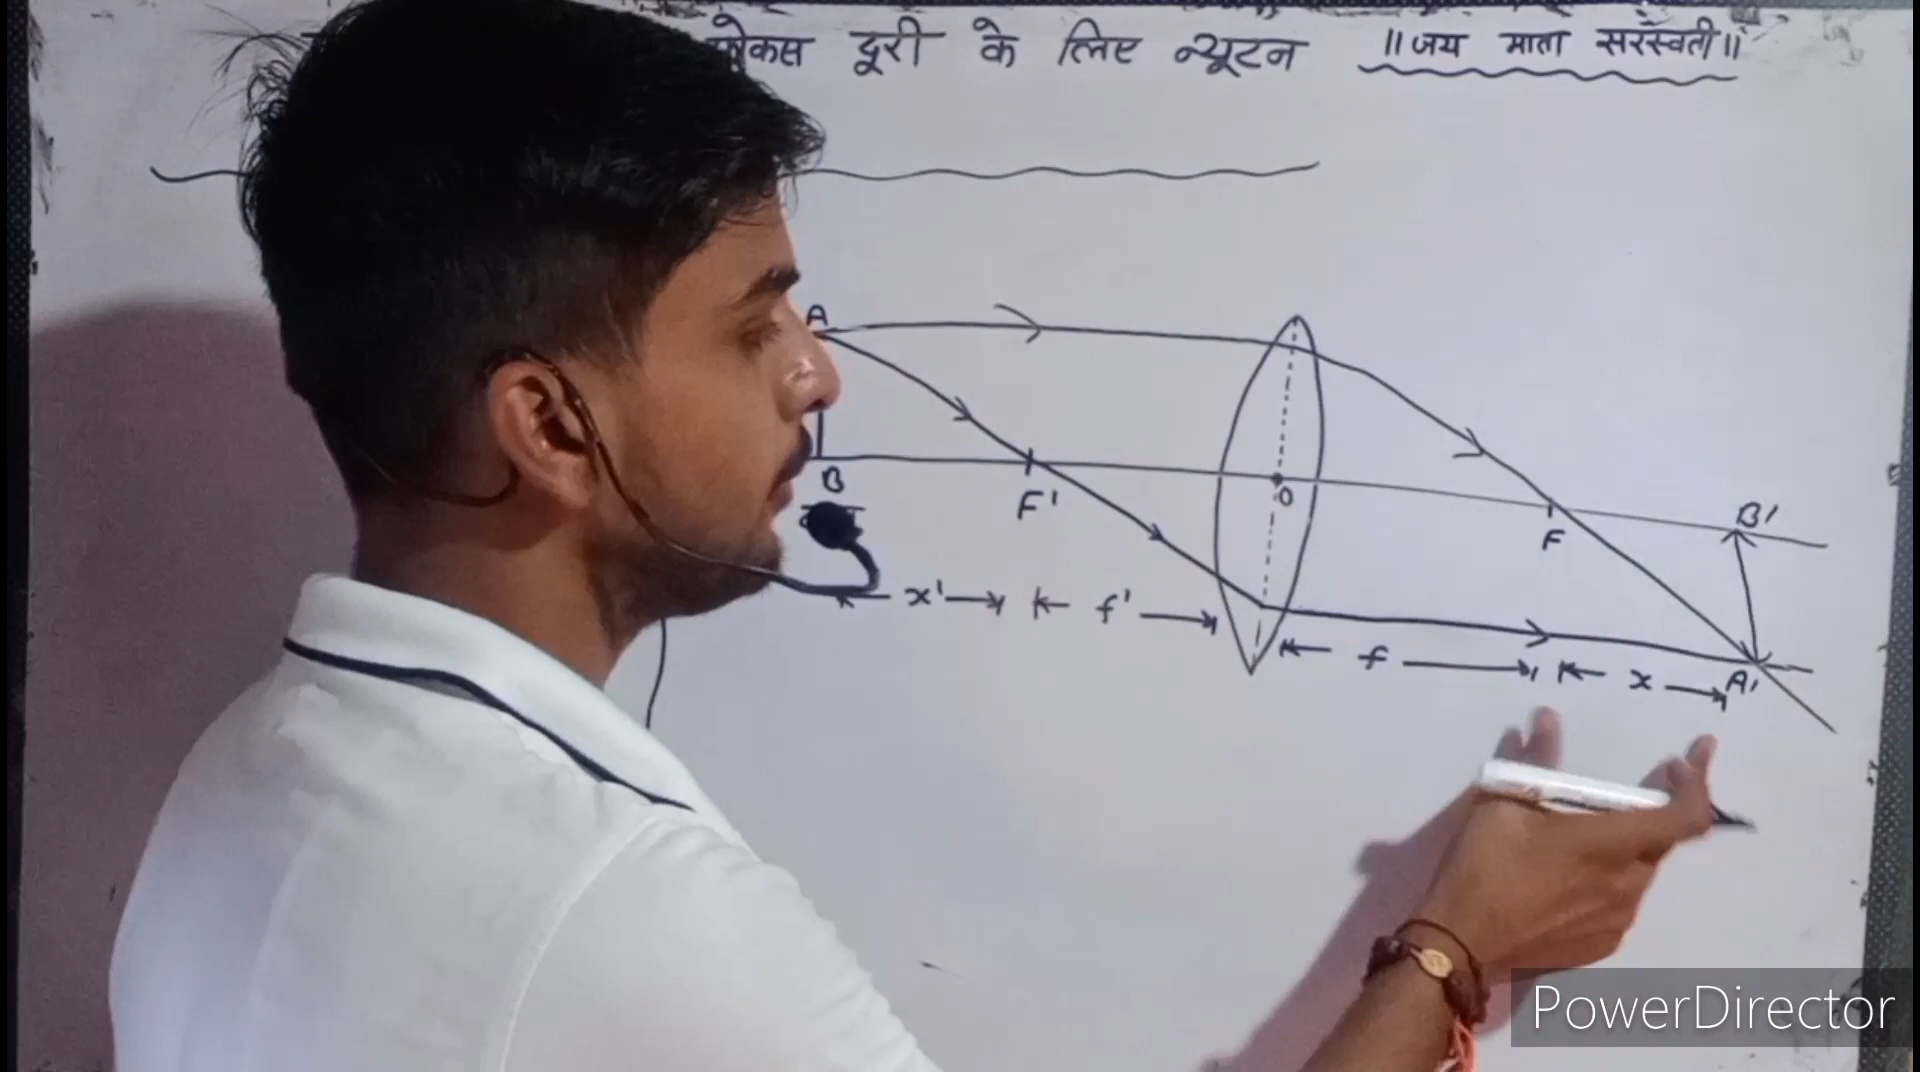 फोकस दूरी के लिए न्यूटन ॥जय माता सरस्वती॥
A
B
F'
O
F
B'
x' f'
f x A'
PowerDirector